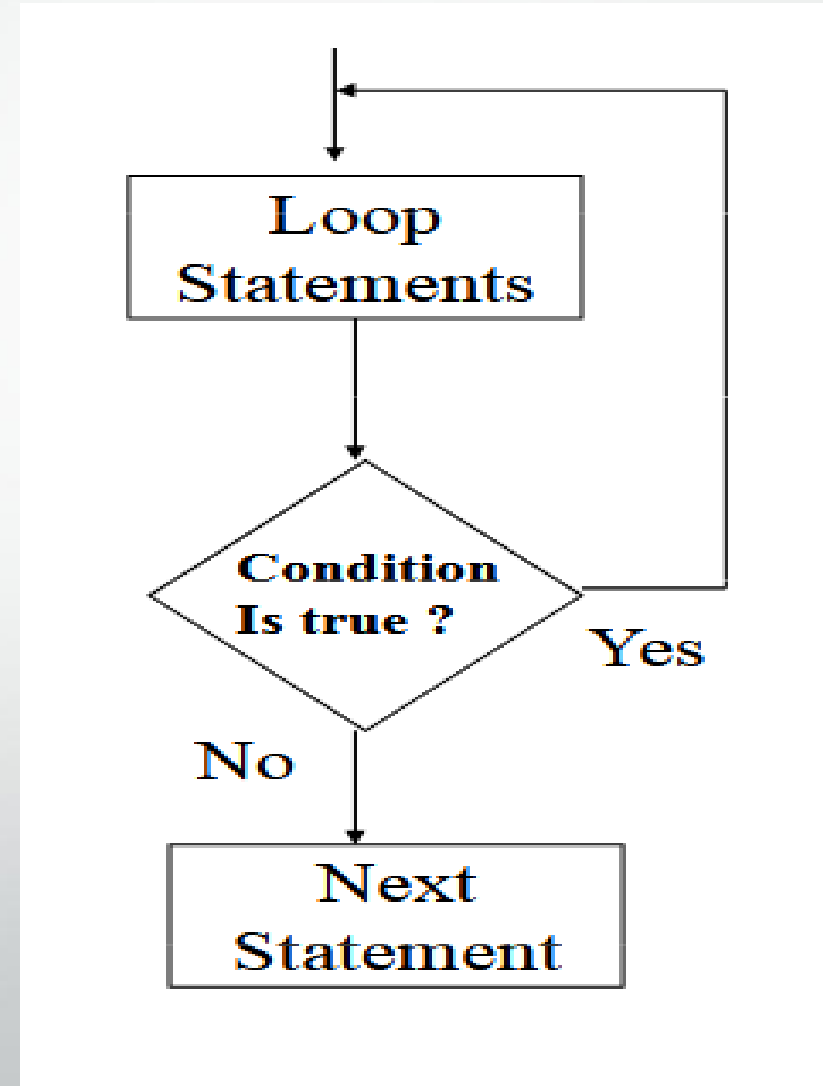 Loop
Statements
Condition
Is true ?
Yes
No
Next
Statement